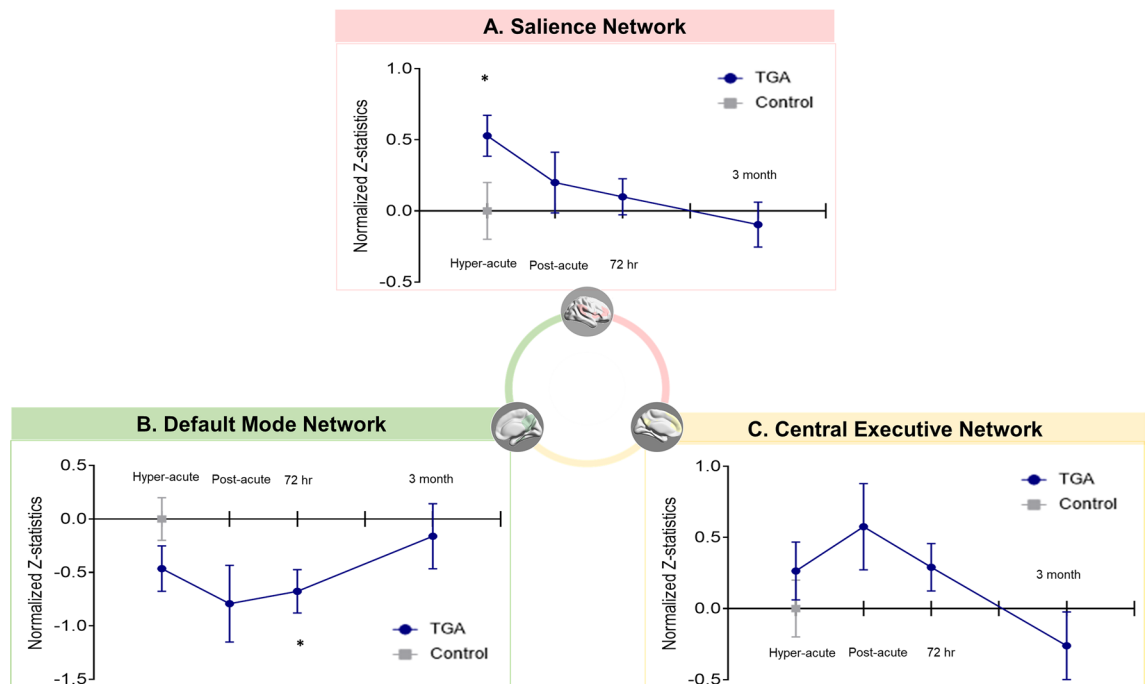 A. Salience Network
Normalized Z-statistics
1.0
0.5
0.0
-0.5
*
TGA
Control
3 month
Hyper-acute Post-acute 72 hr
B. Default Mode Network
Normalized Z-statistics
0.5
0.0
-0.5
-1.0
-1.5
Hyper-acute Post-acute 72 hr 3 month
*
TGA
Control
C. Central Executive Network
Normalized Z-statistics
1.0
0.5
0.0
-0.5
TGA
Control
3 month
Hyper-acute Post-acute 72 hr